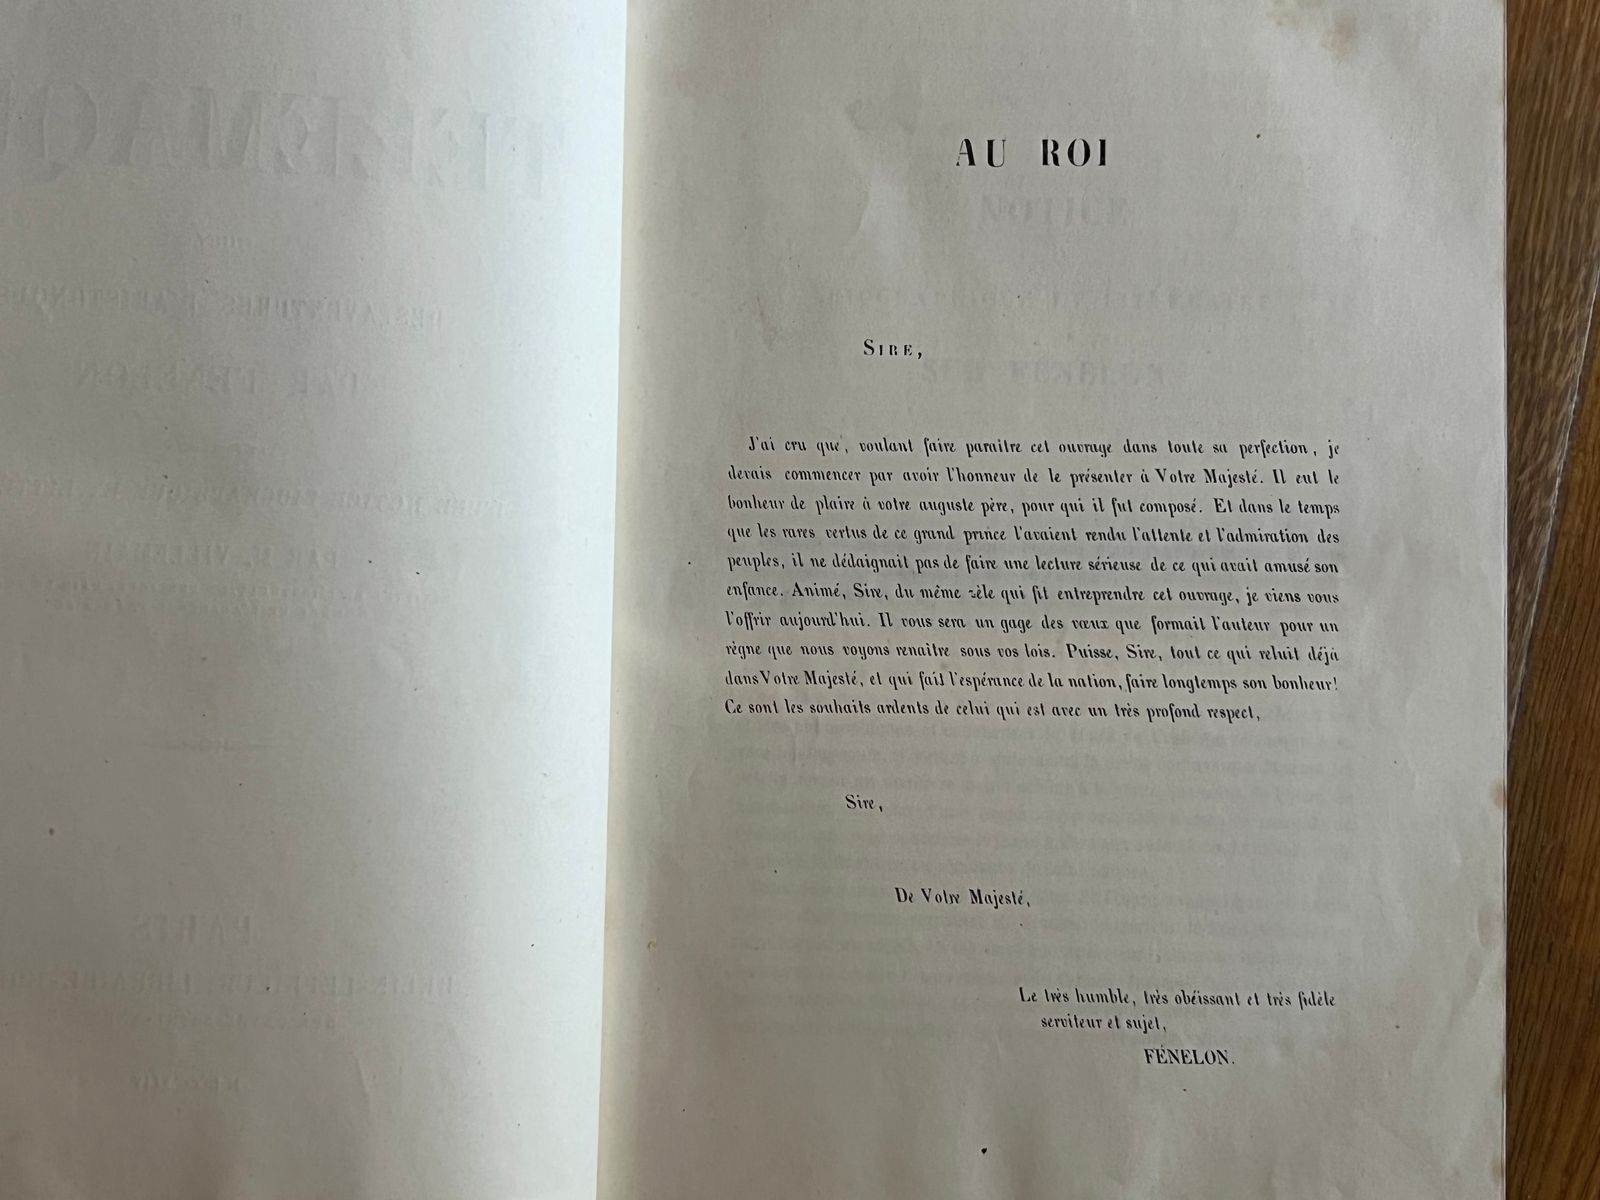 AU ROI
SIRE,
J'ai cru que, voulant faire paraître cet ouvrage dans toute sa perfection, je
devais commencer par avoir l'honneur de le présenter à Votre Majesté. Il eut le
bonheur de plaire à votre auguste père, pour qui il fut composé. Et dans le temps
que les rares vertus de ce grand prince l'avaient rendu l'attente et l'admiration des
peuples, il ne dédaignait pas de faire une lecture sérieuse de ce qui avait amusé son
enfance. Animé, Sire, du même zèle qui fit entreprendre cet ouvrage, je viens vous
l'offrir aujourd'hui. Il vous sera un gage des vœux que formait l'auteur pour un
règne que nous voyons renaître sous vos lois. Puisse, Sire, tout ce qui reluit déjà
dans Votre Majesté, et qui fait l'espérance de la nation, faire longtemps son bonheur!
Ce sont les souhaits ardents de celui qui est avec un très profond respect,
Sire,
De Votre Majesté,
Le très humble, très obéissant et très fidèle
serviteur et sujet,
FÉNELON.